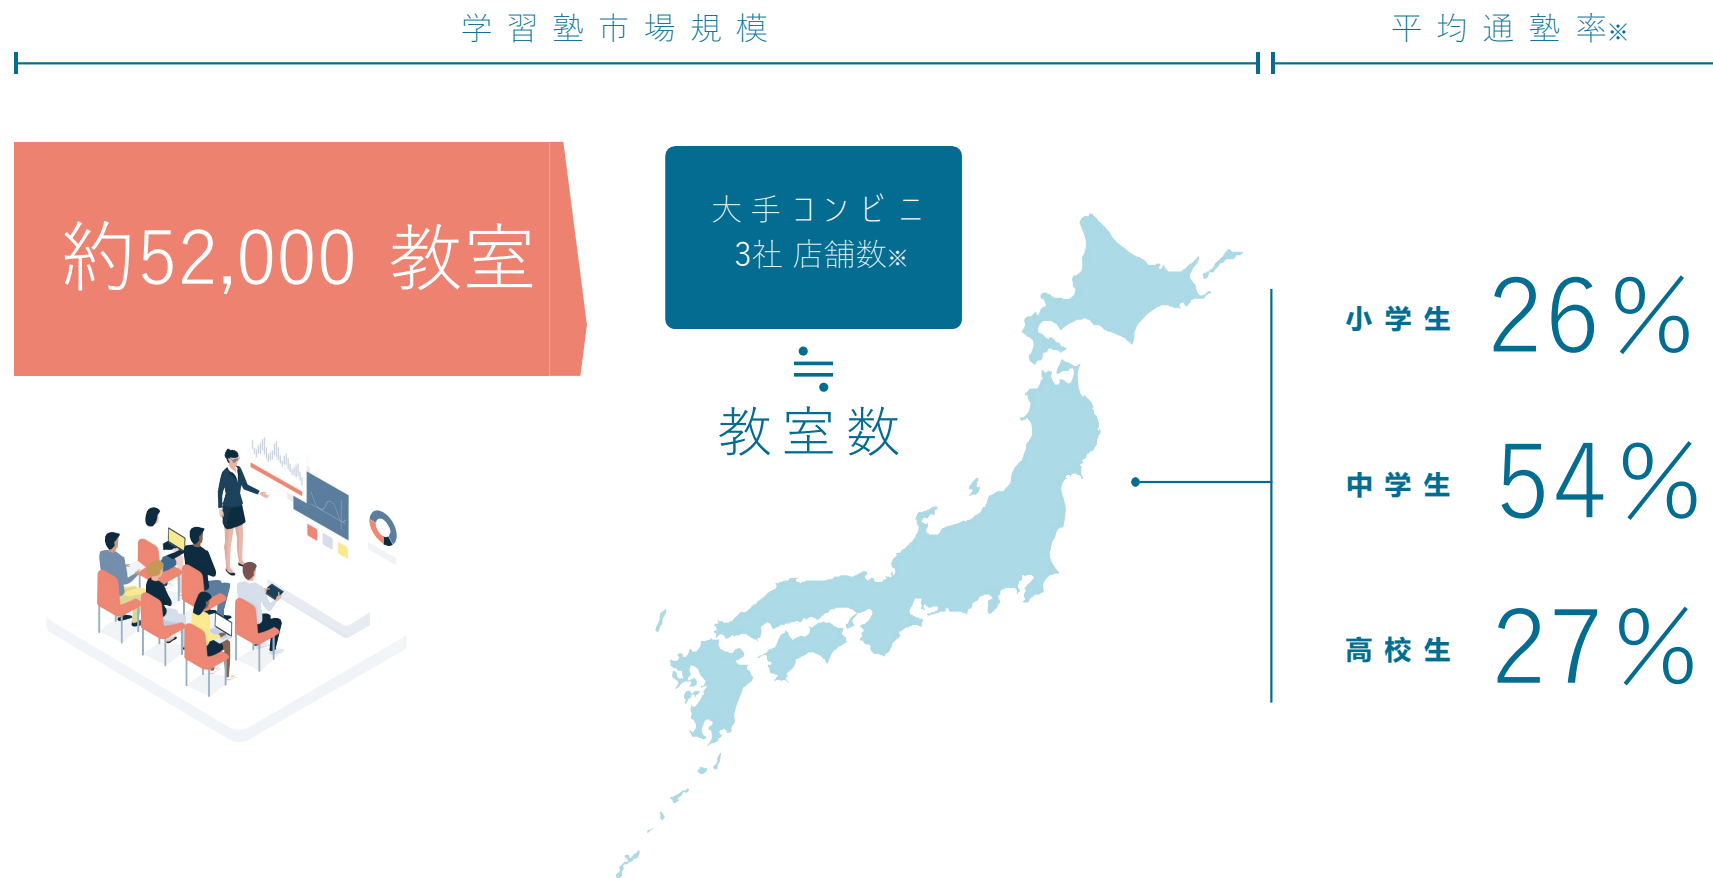 学習塾市場規模
平均通塾率※
約52,000 教室
大手コンビニ
3社 店舗数※
≒
教室数
小学生 26%
中学生 54%
高校生 27%